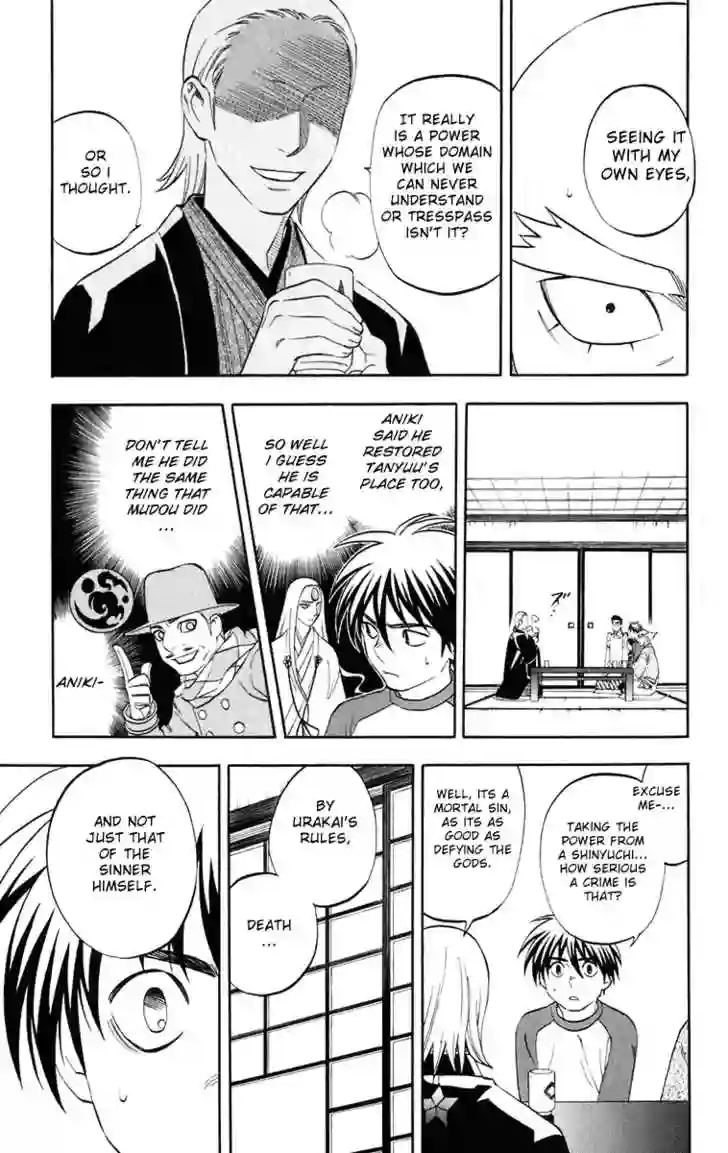 SEEING IT
WITH MY
OWN EYES,
IT REALLY
IS A POWER
WHOSE DOMAIN
WHICH WE
CAN NEVER
UNDERSTAND
OR TRESSPASS
ISN'T IT?
OR
SO I
THOUGHT.
ANIKI
SAID HE
RESTORED
TANYUU'S
PLACE TOO,
SO WELL
I GUESS
HE IS
CAPABLE
OF THAT...
DON'T TELL
ME HE DID
THE SAME
THING THAT
MUDOU DID
...
ANIKI-
EXCUSE
ME-...
TAKING THE
POWER FROM
A SHINYUCHI...
HOW SERIOUS
A CRIME IS
THAT?
WELL, ITS A
MORTAL SIN,
AS ITS AS
GOOD AS
DEFYING THE
GODS.
BY
URAKAI'S
RULES,
DEATH
...
AND NOT
JUST THAT
OF THE
SINNER
HIMSELF.